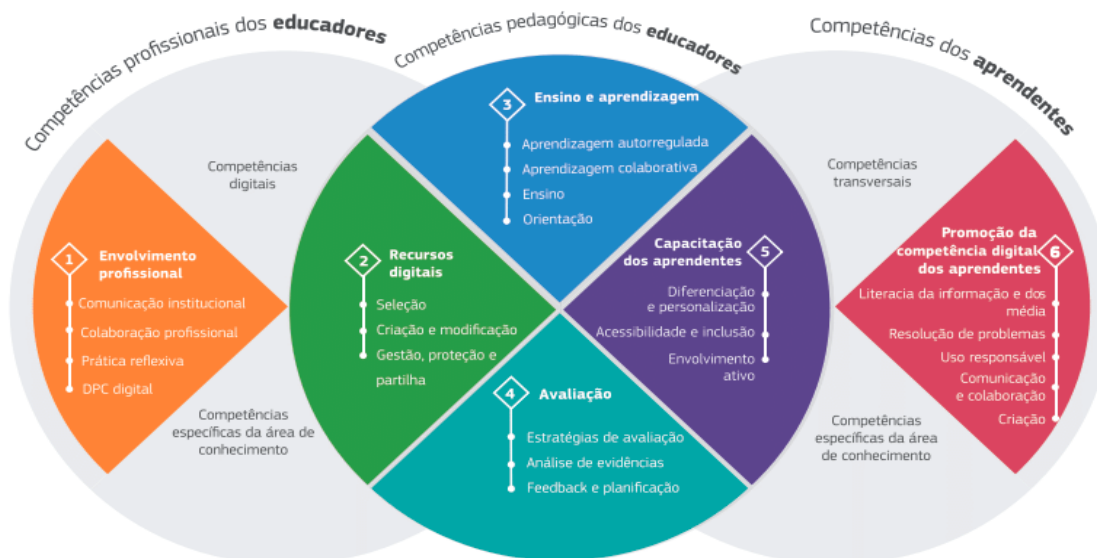 Competências profissionais dos educadores
Competências pedagógicas dos educadores
Competências dos aprendentes
Competências
digitais
Competências
transversais
1
Envolvimento
profissional
Comunicação institucional
Colaboração profissional
Prática reflexiva
DPC digital
2
Recursos
digitais
Seleção
Criação e modificação
Gestão, proteção e
partilha
3
Ensino e aprendizagem
Aprendizagem autorregulada
Aprendizagem colaborativa
Ensino
Orientação
4
Avaliação
Estratégias de avaliação
Análise de evidências
Feedback e planificação
5
Capacitação
dos aprendentes
Diferenciação
e personalização
Acessibilidade e inclusão
Envolvimento
ativo
6
Promoção da
competência digital
dos aprendentes
Literacia da informação e dos
média
Resolução de problemas
Uso responsável
Comunicação
e colaboração
Criação
Competências
específicas da área de
conhecimento
Competências
específicas da área
de conhecimento